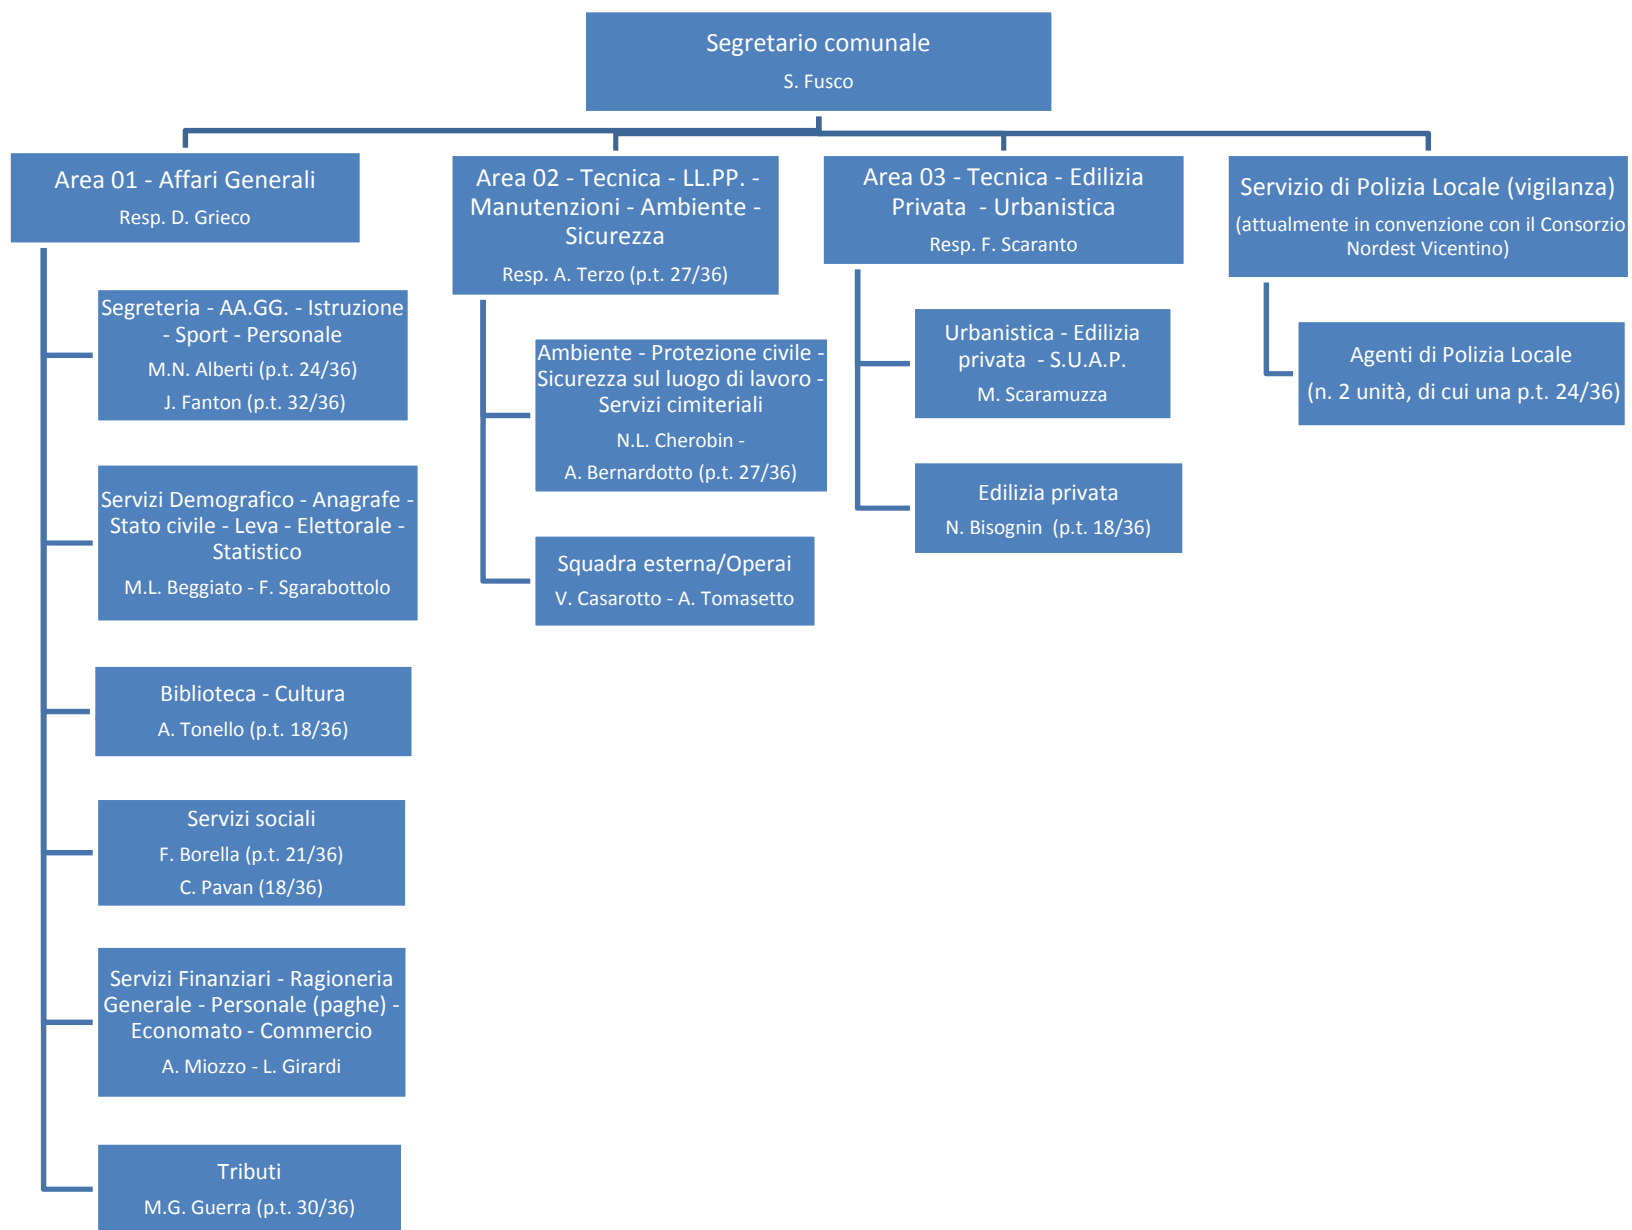 Segretario comunale
S. Fusco
Area 01 - Affari Generali
Resp. D. Grieco
Segreteria - AA.GG. - Istruzione
- Sport - Personale
M.N. Alberti (p.t. 24/36)
J. Fanton (p.t. 32/36)
Servizi Demografico - Anagrafe -
Stato civile - Leva - Elettorale -
Statistico
M.L. Beggiato - F. Sgarabottolo
Biblioteca - Cultura
A. Tonello (p.t. 18/36)
Servizi sociali
F. Borella (p.t. 21/36)
C. Pavan (18/36)
Servizi Finanziari - Ragioneria
Generale - Personale (paghe) -
Economato - Commercio
A. Miozzo - L. Girardi
Tributi
M.G. Guerra (p.t. 30/36)
Area 02 - Tecnica - LL.PP. -
Manutenzioni - Ambiente -
Sicurezza
Resp. A. Terzo (p.t. 27/36)
Ambiente - Protezione civile -
Sicurezza sul luogo di lavoro -
Servizi cimiteriali
N.L. Cherobin -
A. Bernardotto (p.t. 27/36)
Squadra esterna/Operai
V. Casarotto - A. Tomasetto
Area 03 - Tecnica - Edilizia
Privata - Urbanistica
Resp. F. Scaranto
Urbanistica - Edilizia
privata - S.U.A.P.
M. Scaramuzza
Edilizia privata
N. Bisognin (p.t. 18/36)
Servizio di Polizia Locale (vigilanza)
(attualmente in convenzione con il Consorzio
Nordest Vicentino)
Agenti di Polizia Locale
(n. 2 unità, di cui una p.t. 24/36)